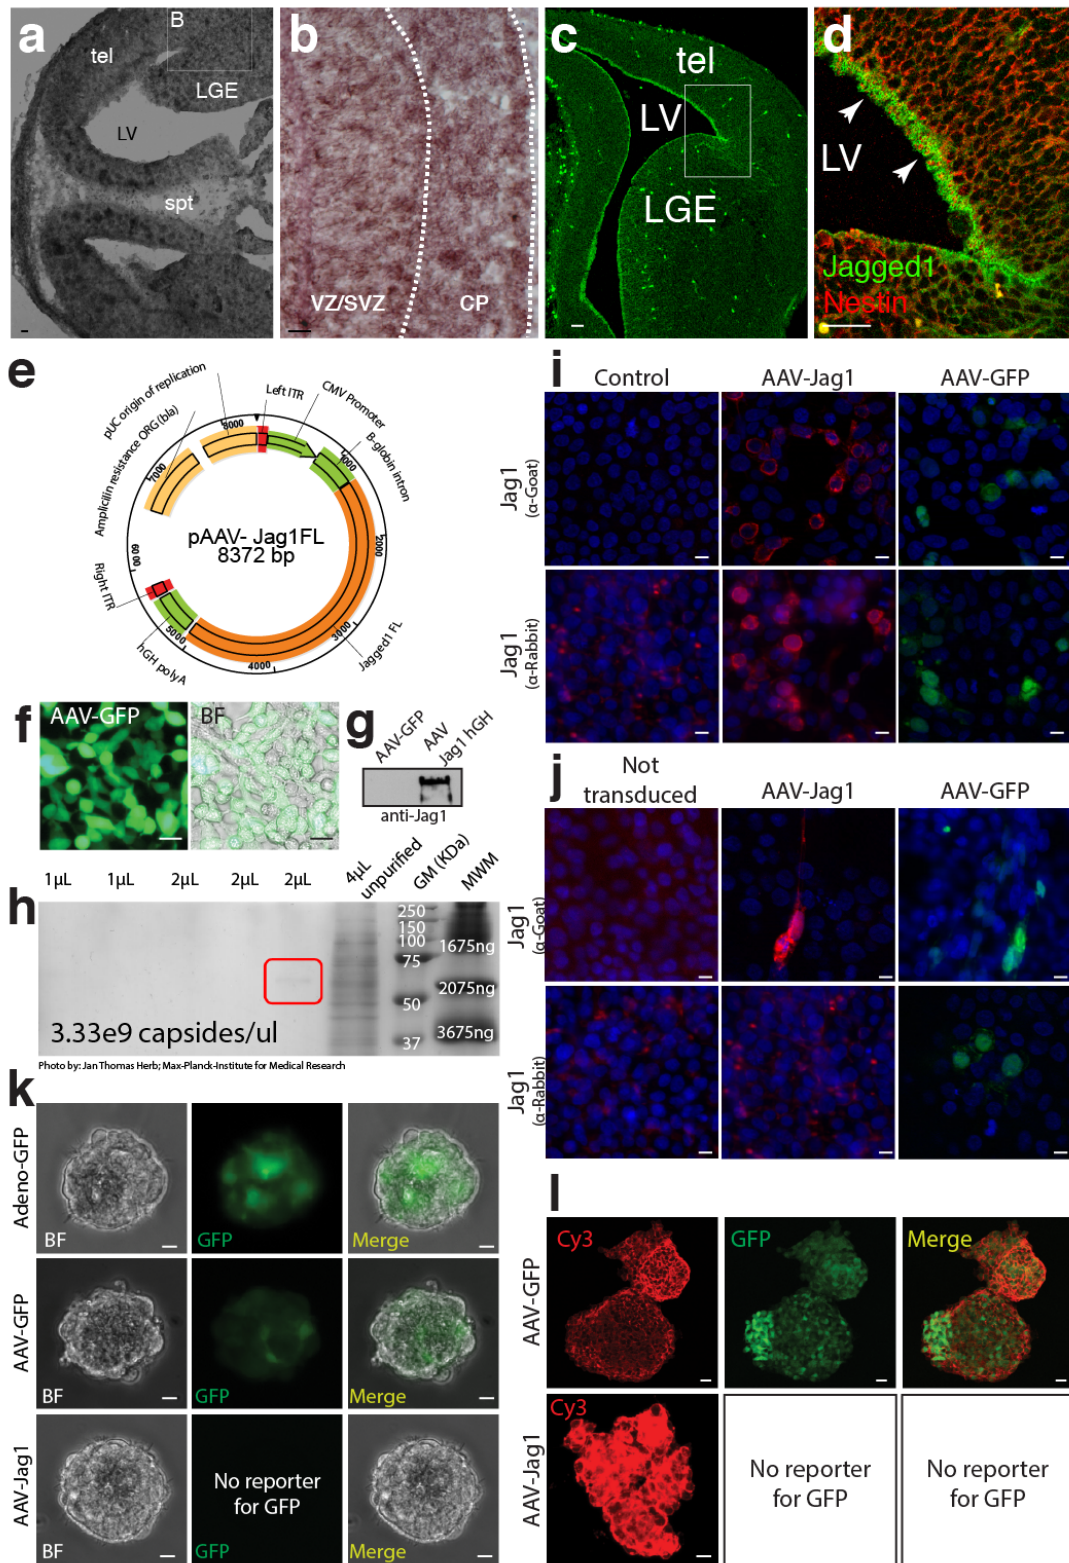 a
B
tel
LGE
LV
spt
b
VZ/SVZ
CP
c
tel
LV
LGE
d
LV
Jagged1
Nestin
e
pUC origin of replication
Left ITR
CMV Promoter
B-globin intron
Amplicilin resistance ORG (bla)
8000
7000
1000
pAAV- Jag1FL
8372 bp
2000
6000
Right ITR
5000
3000
4000
hGH polyA
Jagged1 FL
f
AAV-GFP
BF
g
AAV-GFP
AAV
Jag1 hGH
anti-Jag1
h
1µL
1µL
2µL
2µL
2µL
4µL
unpurified
GM (KDa)
MWM
250
150
100
75
50
37
1675ng
2075ng
3675ng
3.33e9 capsides/ul
Photo by: Jan Thomas Herb; Max-Planck-Institute for Medical Research
i
Control
AAV-Jag1
AAV-GFP
Jag1
(α-Goat)
Jag1
(α-Rabbit)
j
Not
transduced
AAV-Jag1
AAV-GFP
Jag1
(α-Goat)
Jag1
(α-Rabbit)
k
Adeno-GFP
BF
GFP
Merge
AAV-GFP
BF
GFP
Merge
AAV-Jag1
BF
No reporter
for GFP
GFP
Merge
l
AAV-GFP
Cy3
GFP
Merge
AAV-Jag1
Cy3
No reporter
for GFP
No reporter
for GFP